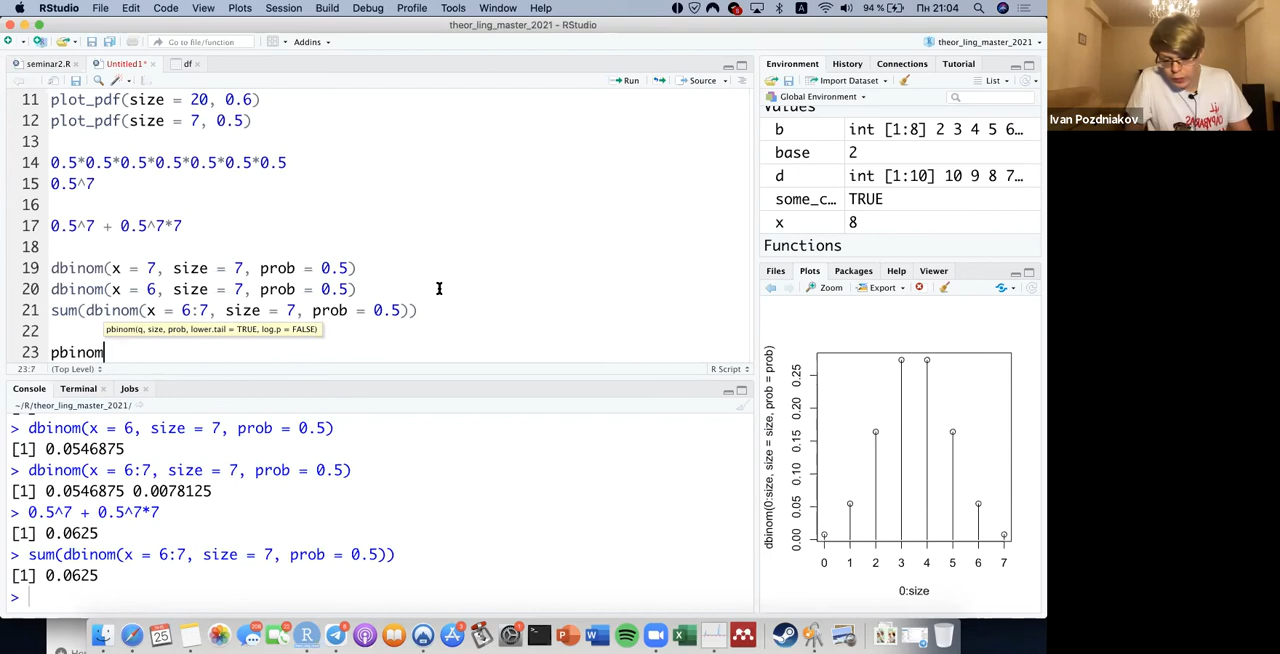 RStudio File Edit Code View Plots Session Build Debug Profile Tools Window Help 94 % Пн 21:04
theor_ling_master_2021 - RStudio
Go to file/function Addins theor_ling_master_2021
seminar2.R Untitled1* df
Run Source
11 plot_pdf(size = 20, 0.6)
12 plot_pdf(size = 7, 0.5)
13
14 0.5*0.5*0.5*0.5*0.5*0.5*0.5
15 0.5^7
16
17 0.5^7 + 0.5^7*7
18
19 dbinom(x = 7, size = 7, prob = 0.5)
20 dbinom(x = 6, size = 7, prob = 0.5)
21 sum(dbinom(x = 6:7, size = 7, prob = 0.5))
22 pbinom(q, size, prob, lower.tail = TRUE, log.p = FALSE)
23 pbinom
23:7 (Top Level) R Script
Console Terminal Jobs
~/R/theor_ling_master_2021/
> dbinom(x = 6, size = 7, prob = 0.5)
[1] 0.0546875
> dbinom(x = 6:7, size = 7, prob = 0.5)
[1] 0.0546875 0.0078125
> 0.5^7 + 0.5^7*7
[1] 0.0625
> sum(dbinom(x = 6:7, size = 7, prob = 0.5))
[1] 0.0625
>
Environment History Connections Tutorial
Import Dataset List
Global Environment
Values
b int [1:8] 2 3 4 5 6…
base 2
d int [1:10] 10 9 8 7…
some_c… TRUE
x 8
Functions
Files Plots Packages Help Viewer
Zoom Export
dbinom(0:size, size = size, prob = prob)
0.25
0.20
0.15
0.10
0.05
0.00
0 1 2 3 4 5 6 7
0:size
Ivan Pozdniakov